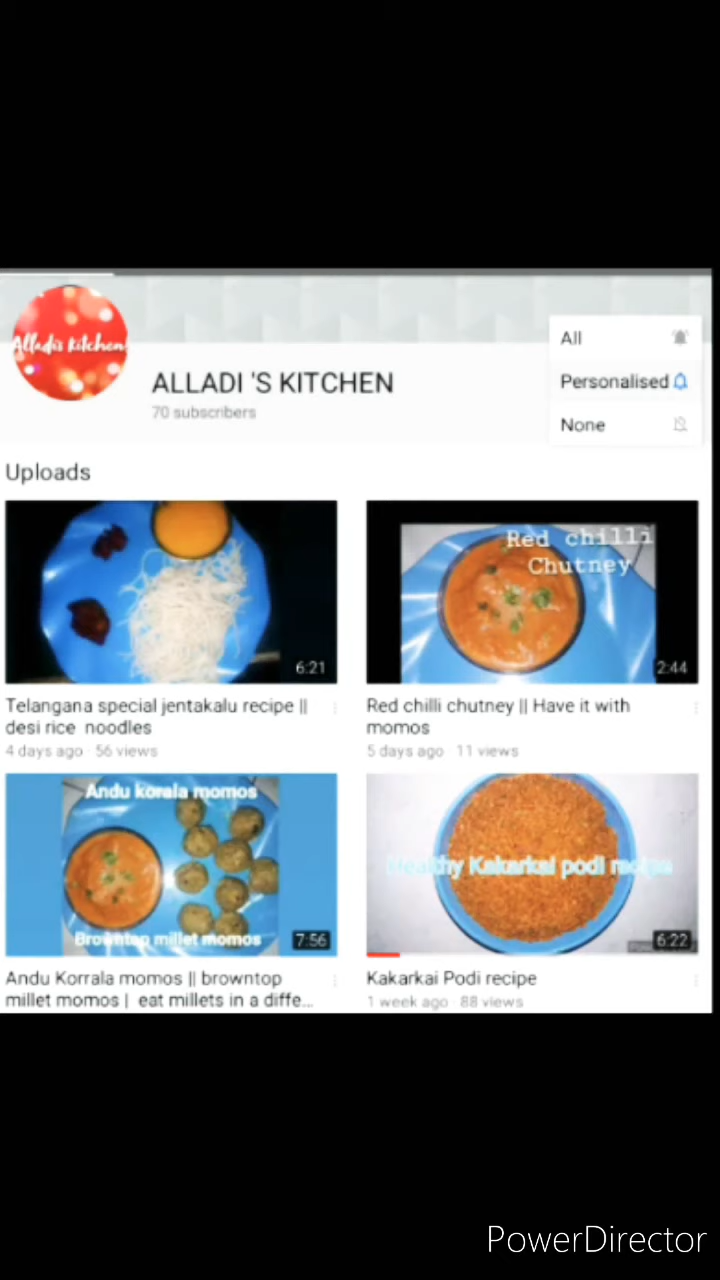 Alladi's kitchen
ALLADI 'S KITCHEN
70 subscribers
All
Personalised
None
Uploads
6:21
Red chilli
Chutney
2:44
Telangana special jentakalu recipe ||
desi rice noodles
4 days ago · 56 views
Red chilli chutney || Have it with
momos
5 days ago · 11 views
Andu korala momos
Browntop millet momos
7:56
Healthy Kakarkai podi recipe
6:22
Andu Korrala momos || browntop
millet momos | eat millets in a diffe...
Kakarkai Podi recipe
1 week ago · 88 views
PowerDirector